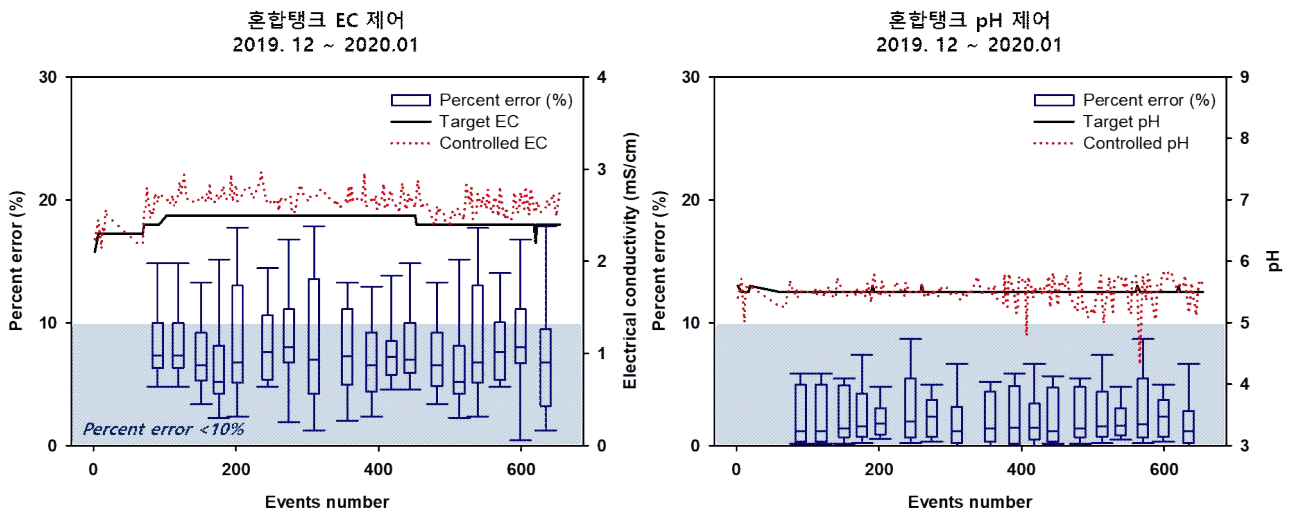 혼합탱크 EC 제어
2019. 12 ~ 2020.01
30
20
10
0
Percent error (%)
4
3
2
1
0
Electrical conductivity (mS/cm)
Percent error (%)
Target EC
Controlled EC
Percent error <10%
0
200
400
600
Events number
혼합탱크 pH 제어
2019. 12 ~ 2020.01
30
20
10
0
Percent error (%)
9
8
7
6
5
4
3
pH
Percent error (%)
Target pH
Controlled pH
0
200
400
600
Events number